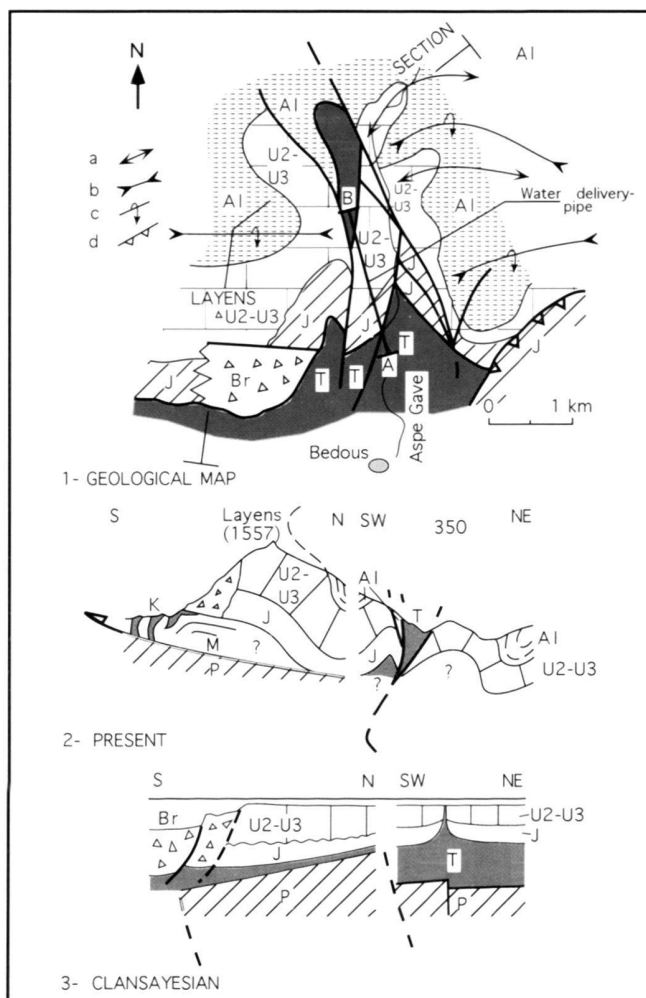 N
a
b
c
d
SECTION
Al
Al
U2-
U3
Al
B
U2-
U3
U2-
U3
Al
Water delivery-
pipe
LAYENS
U2-U3
J
J
J
J
J
J
Br
T
T
T
A
0 1 km
Bedous
Aspe Gave
1- GEOLOGICAL MAP
S Layens
(1557) N SW 350 NE
U2-
U3
Al
T
K
J
J
M ?
? ?
P
Al
U2-U3
2- PRESENT
S N SW NE
Br
U2-U3
U2-U3
J
J
T
P
P
3- CLANSAYESIAN